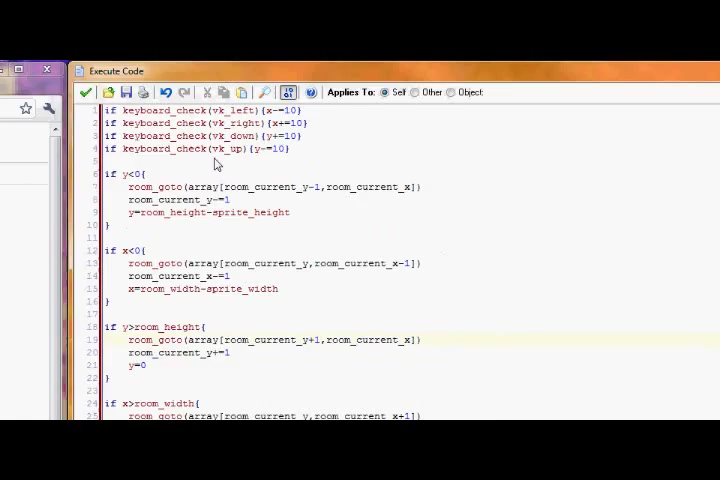 Execute Code
Applies To: Self Other Object
1 if keyboard_check(vk_left){x-=10}
2 if keyboard_check(vk_right){x+=10}
3 if keyboard_check(vk_down){y+=10}
4 if keyboard_check(vk_up){y-=10}
5
6 if y<0{
7 room_goto(array[room_current_y-1,room_current_x])
8 room_current_y-=1
9 y=room_height-sprite_height
10 }
11
12 if x<0{
13 room_goto(array[room_current_y,room_current_x-1])
14 room_current_x-=1
15 x=room_width-sprite_width
16 }
17
18 if y>room_height{
19 room_goto(array[room_current_y+1,room_current_x])
20 room_current_y+=1
21 y=0
22 }
23
24 if x>room_width{
25 room_goto(array[room_current_y,room_current_x+1]